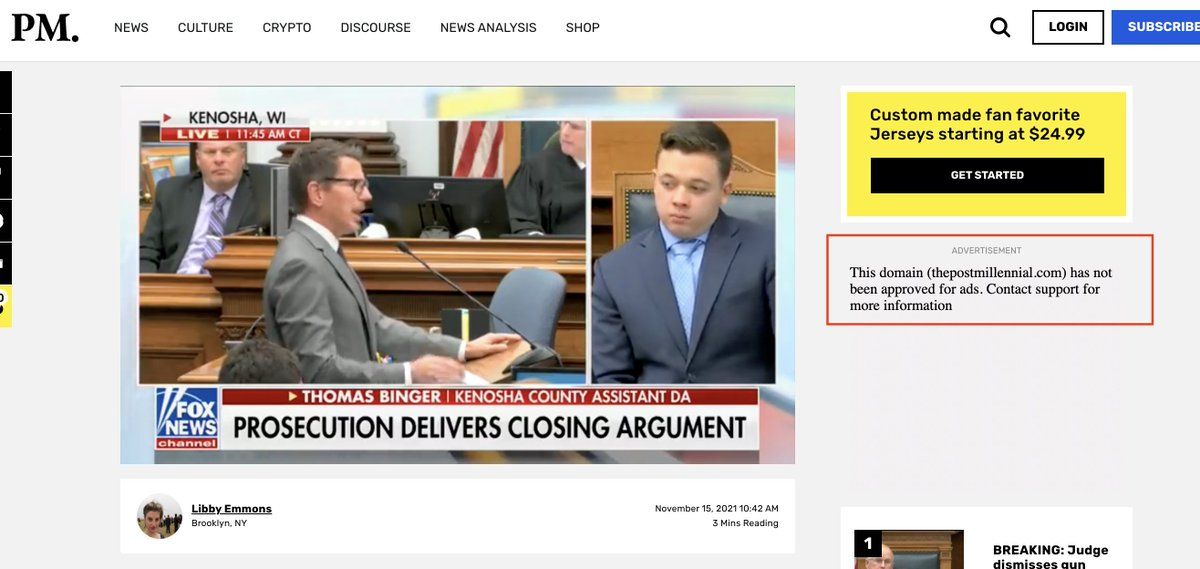 PM.
NEWS
CULTURE
CRYPTO
DISCOURSE
NEWS ANALYSIS
SHOP
LOGIN
SUBSCRIBE
KENOSHA, WI
LIVE | 11:45 AM CT
THOMAS BINGER | KENOSHA COUNTY ASSISTANT DA
FOX
NEWS
channel
PROSECUTION DELIVERS CLOSING ARGUMENT
Libby Emmons
Brooklyn, NY
November 15, 2021 10:42 AM
3 Mins Reading
Custom made fan favorite
Jerseys starting at $24.99
GET STARTED
ADVERTISEMENT
This domain (thepostmillennial.com) has not
been approved for ads. Contact support for
more information
1
BREAKING: Judge
dismisses gun